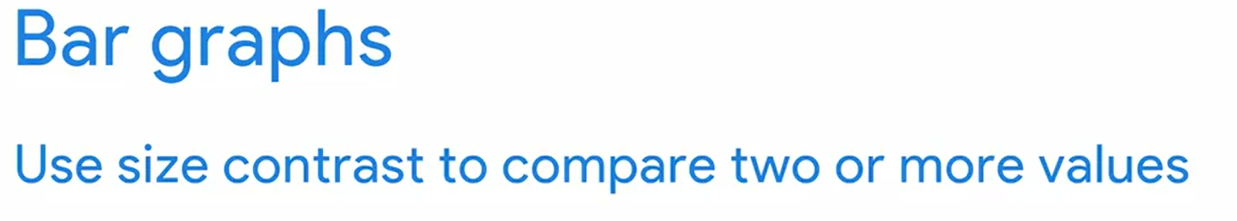 Bar graphs
Use size contrast to compare two or more values